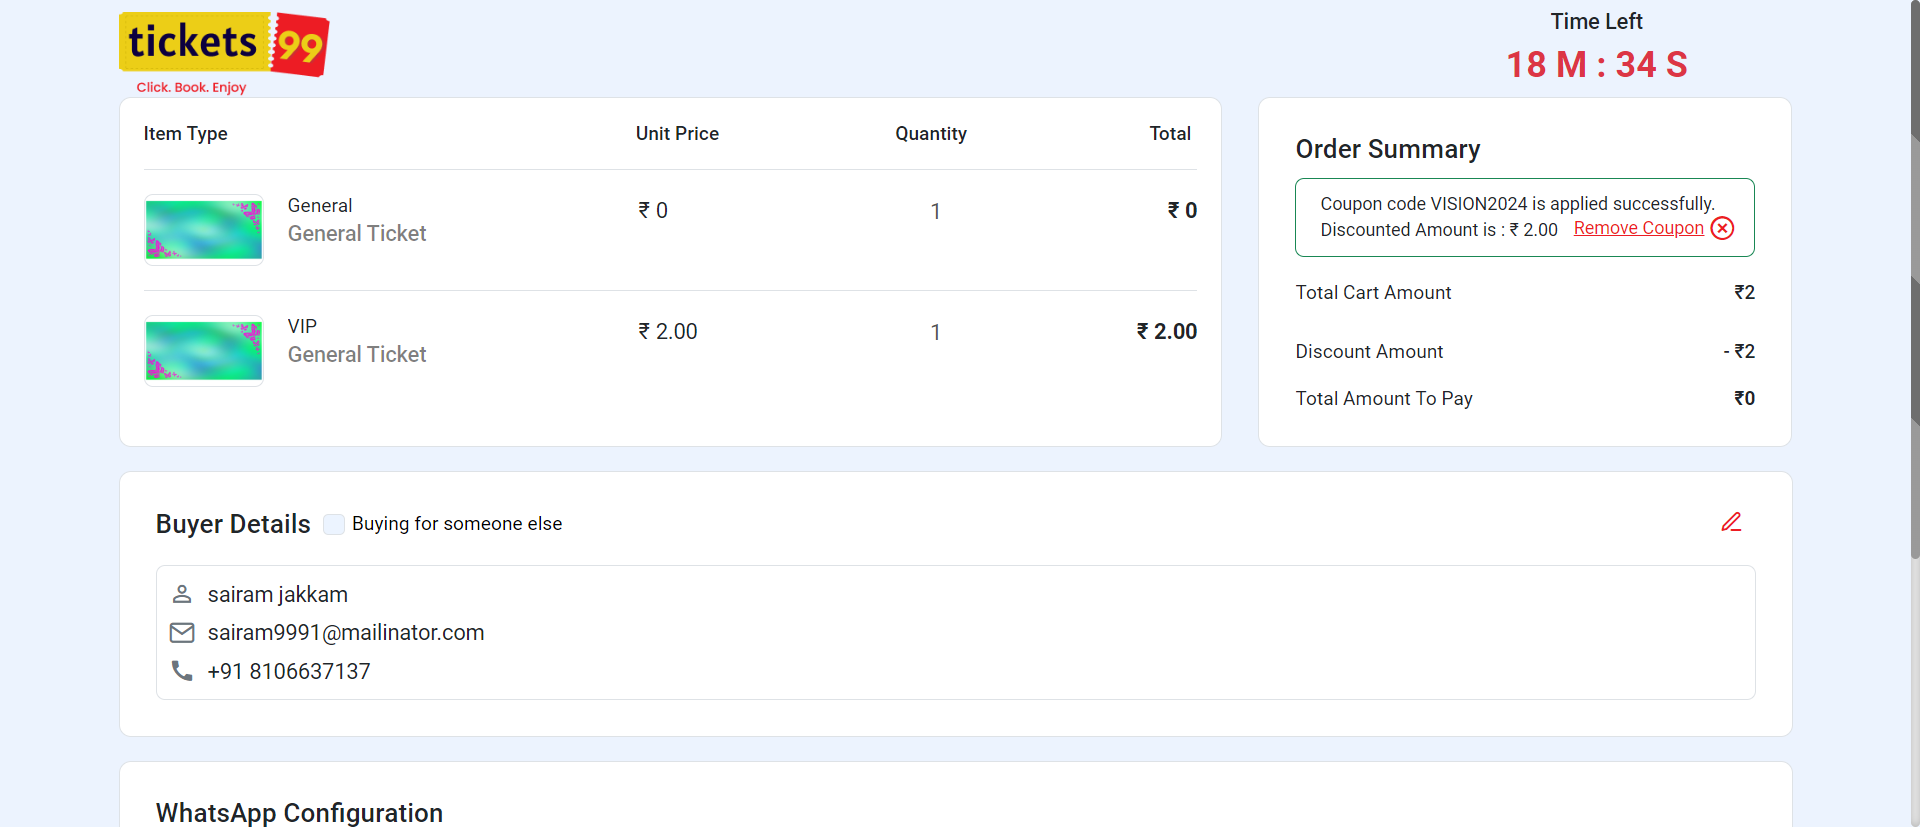 tickets 99
Click. Book. Enjoy
Time Left
18 M : 34 S
Item Type Unit Price Quantity Total
General
General Ticket
₹ 0 1 ₹ 0
VIP
General Ticket
₹ 2.00 1 ₹ 2.00
Order Summary
Coupon code VISION2024 is applied successfully.
Discounted Amount is : ₹ 2.00 Remove Coupon
Total Cart Amount ₹2
Discount Amount - ₹2
Total Amount To Pay ₹0
Buyer Details Buying for someone else
sairam jakkam
sairam9991@mailinator.com
+91 8106637137
WhatsApp Configuration